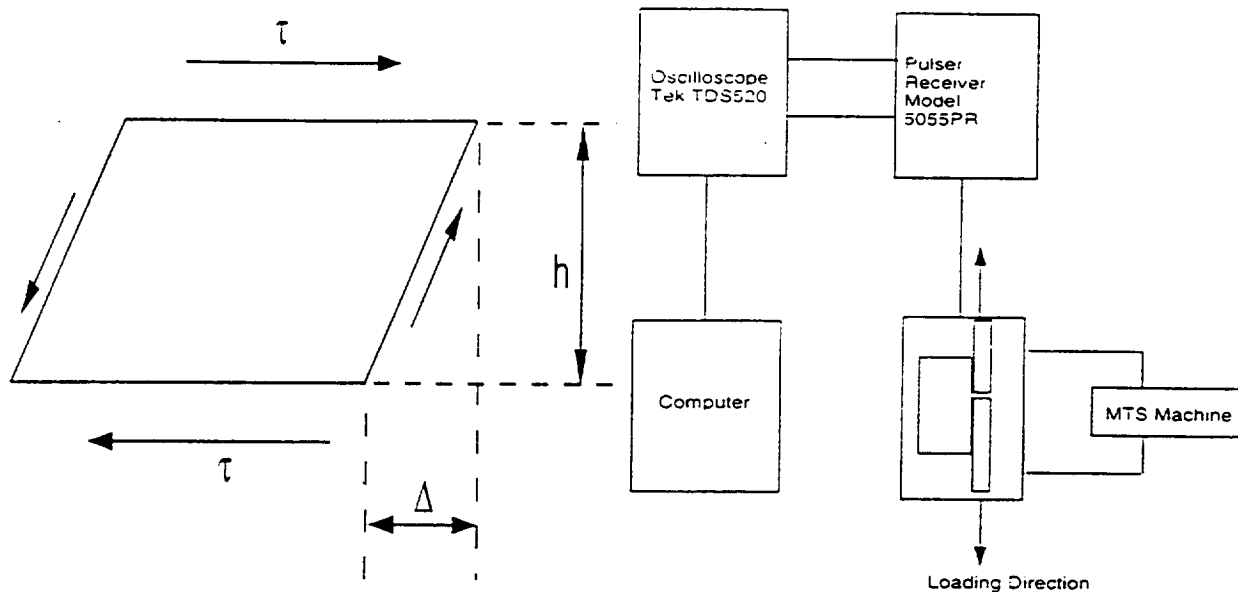 τ
h
τ
Δ
Oscilloscope
Tek TDS520
Pulser
Receiver
Model
5055PR
Computer
MTS Machine
Loading Direction